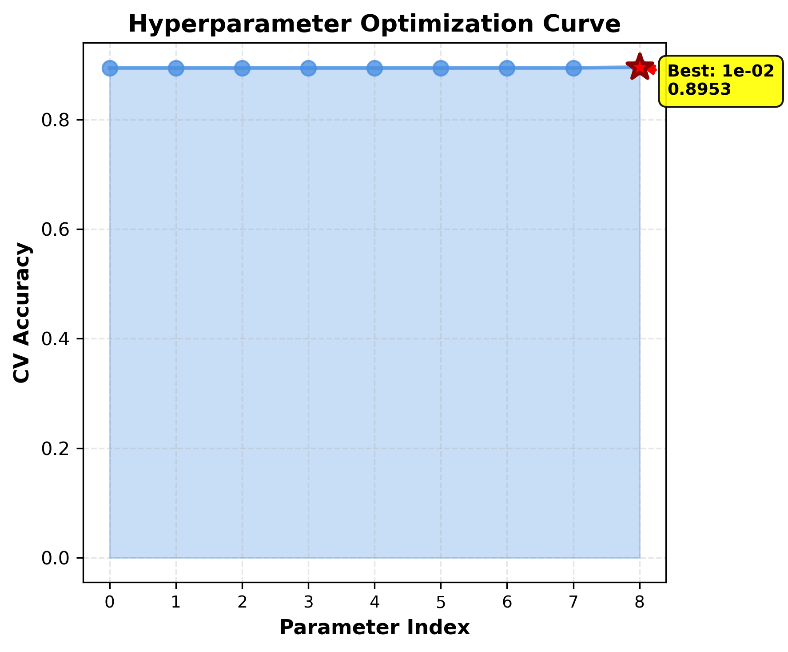 Hyperparameter Optimization Curve
Best: 1e-02
0.8953
0.8
0.6
0.4
0.2
0.0
CV Accuracy
0 1 2 3 4 5 6 7 8
Parameter Index